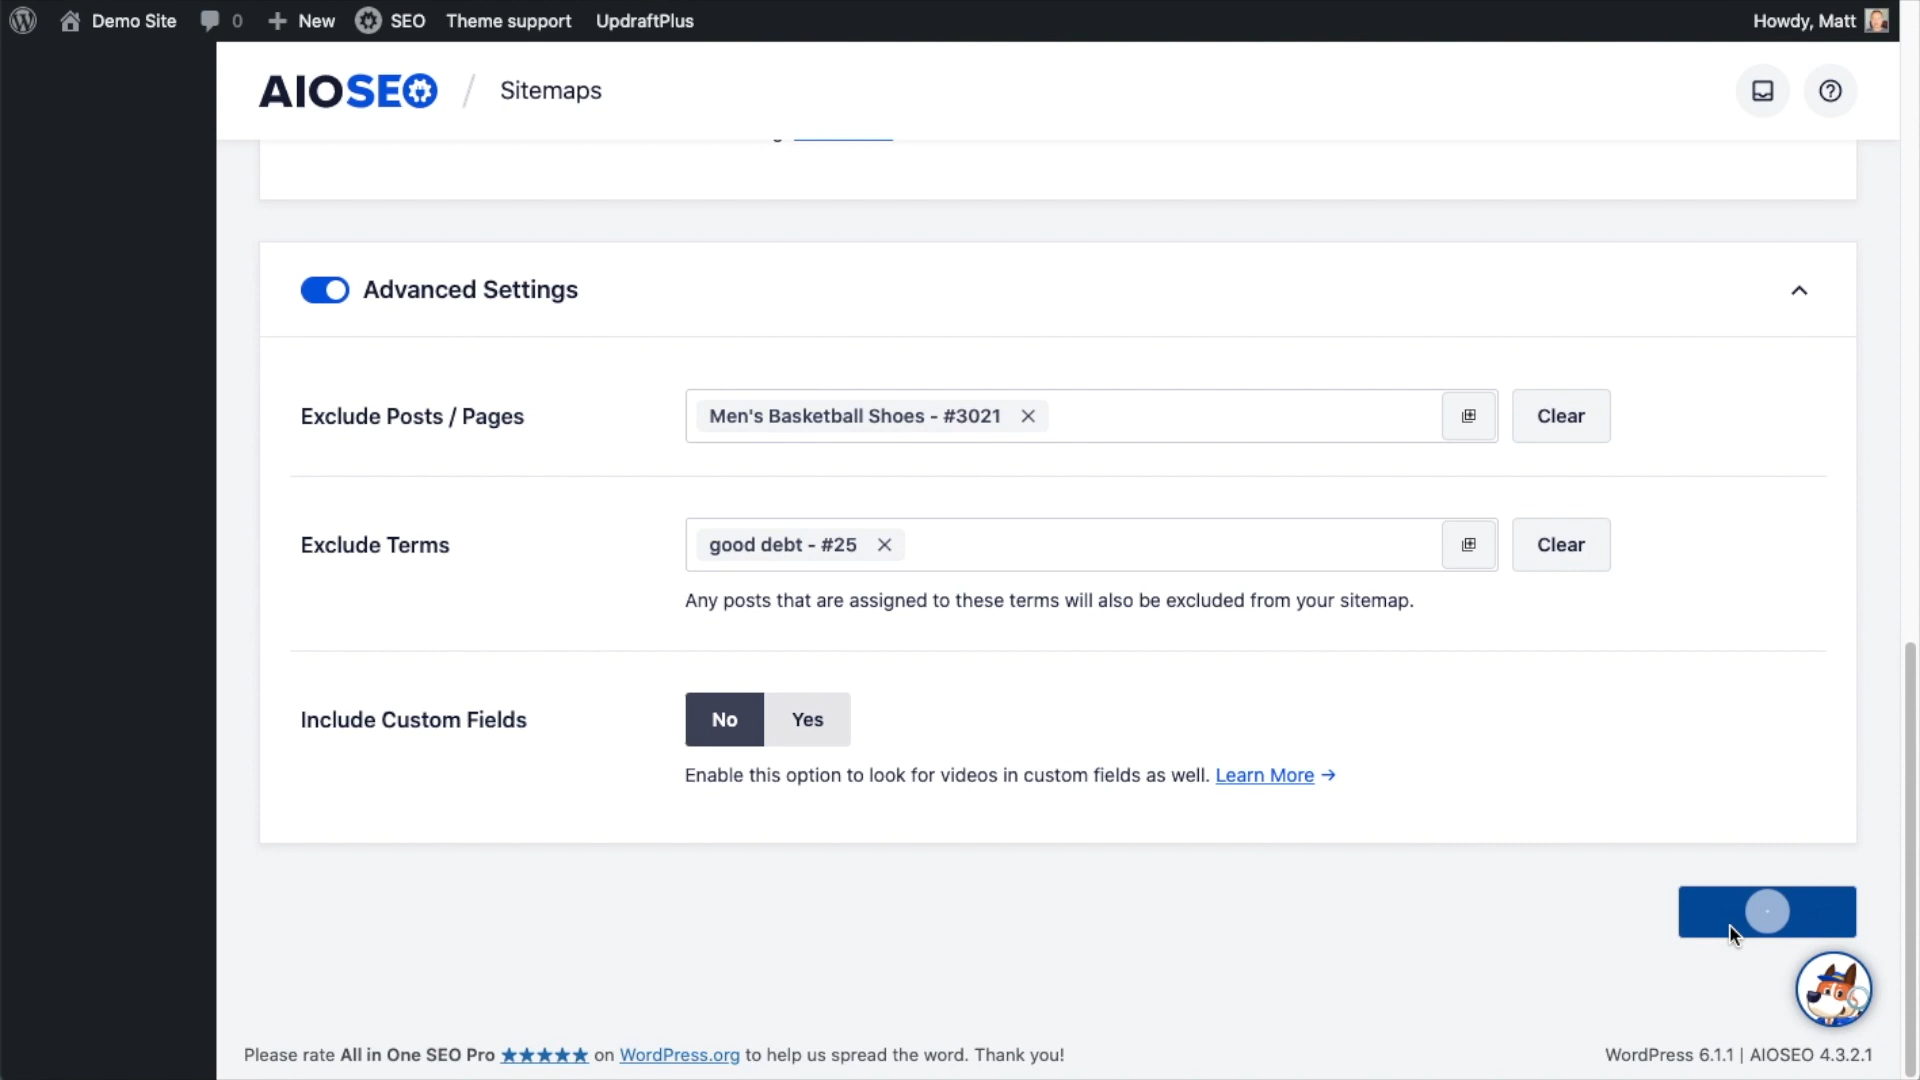 Demo Site 0 New SEO Theme support UpdraftPlus Howdy, Matt
AIOSEO / Sitemaps
Advanced Settings
Exclude Posts / Pages Men's Basketball Shoes - #3021 Clear
Exclude Terms good debt - #25 Clear
Any posts that are assigned to these terms will also be excluded from your sitemap.
Include Custom Fields No Yes
Enable this option to look for videos in custom fields as well. Learn More →
Please rate All in One SEO Pro ★★★★★ on WordPress.org to help us spread the word. Thank you! WordPress 6.1.1 | AIOSEO 4.3.2.1